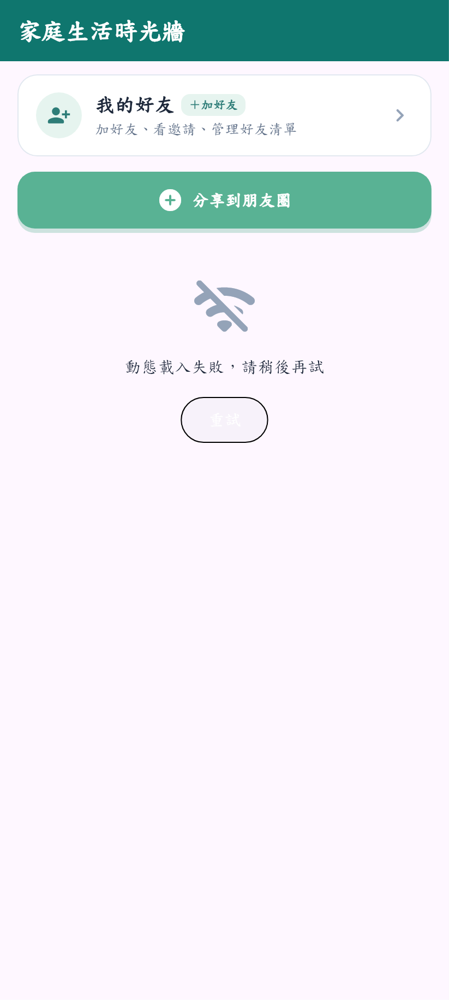 家庭生活時光牆
我的好友 ＋加好友
加好友、看邀請、管理好友清單
分享到朋友圈
動態載入失敗，請稍後再試
重試